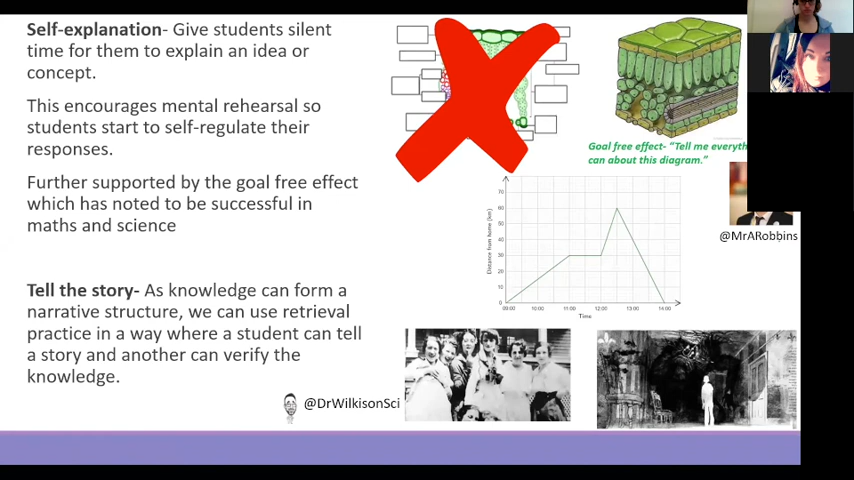 Self-explanation- Give students silent
time for them to explain an idea or
concept.
This encourages mental rehearsal so
students start to self-regulate their
responses.
Further supported by the goal free effect
which has noted to be successful in
maths and science
Tell the story- As knowledge can form a
narrative structure, we can use retrieval
practice in a way where a student can tell
a story and another can verify the
knowledge.
@DrWilkisonSci
Goal free effect- “Tell me everyth
can about this diagram.”
@MrARobbins
Distance from home (km)
70
60
50
40
30
20
10
0
09:00 10:00 11:00 12:00 13:00 14:00
Time